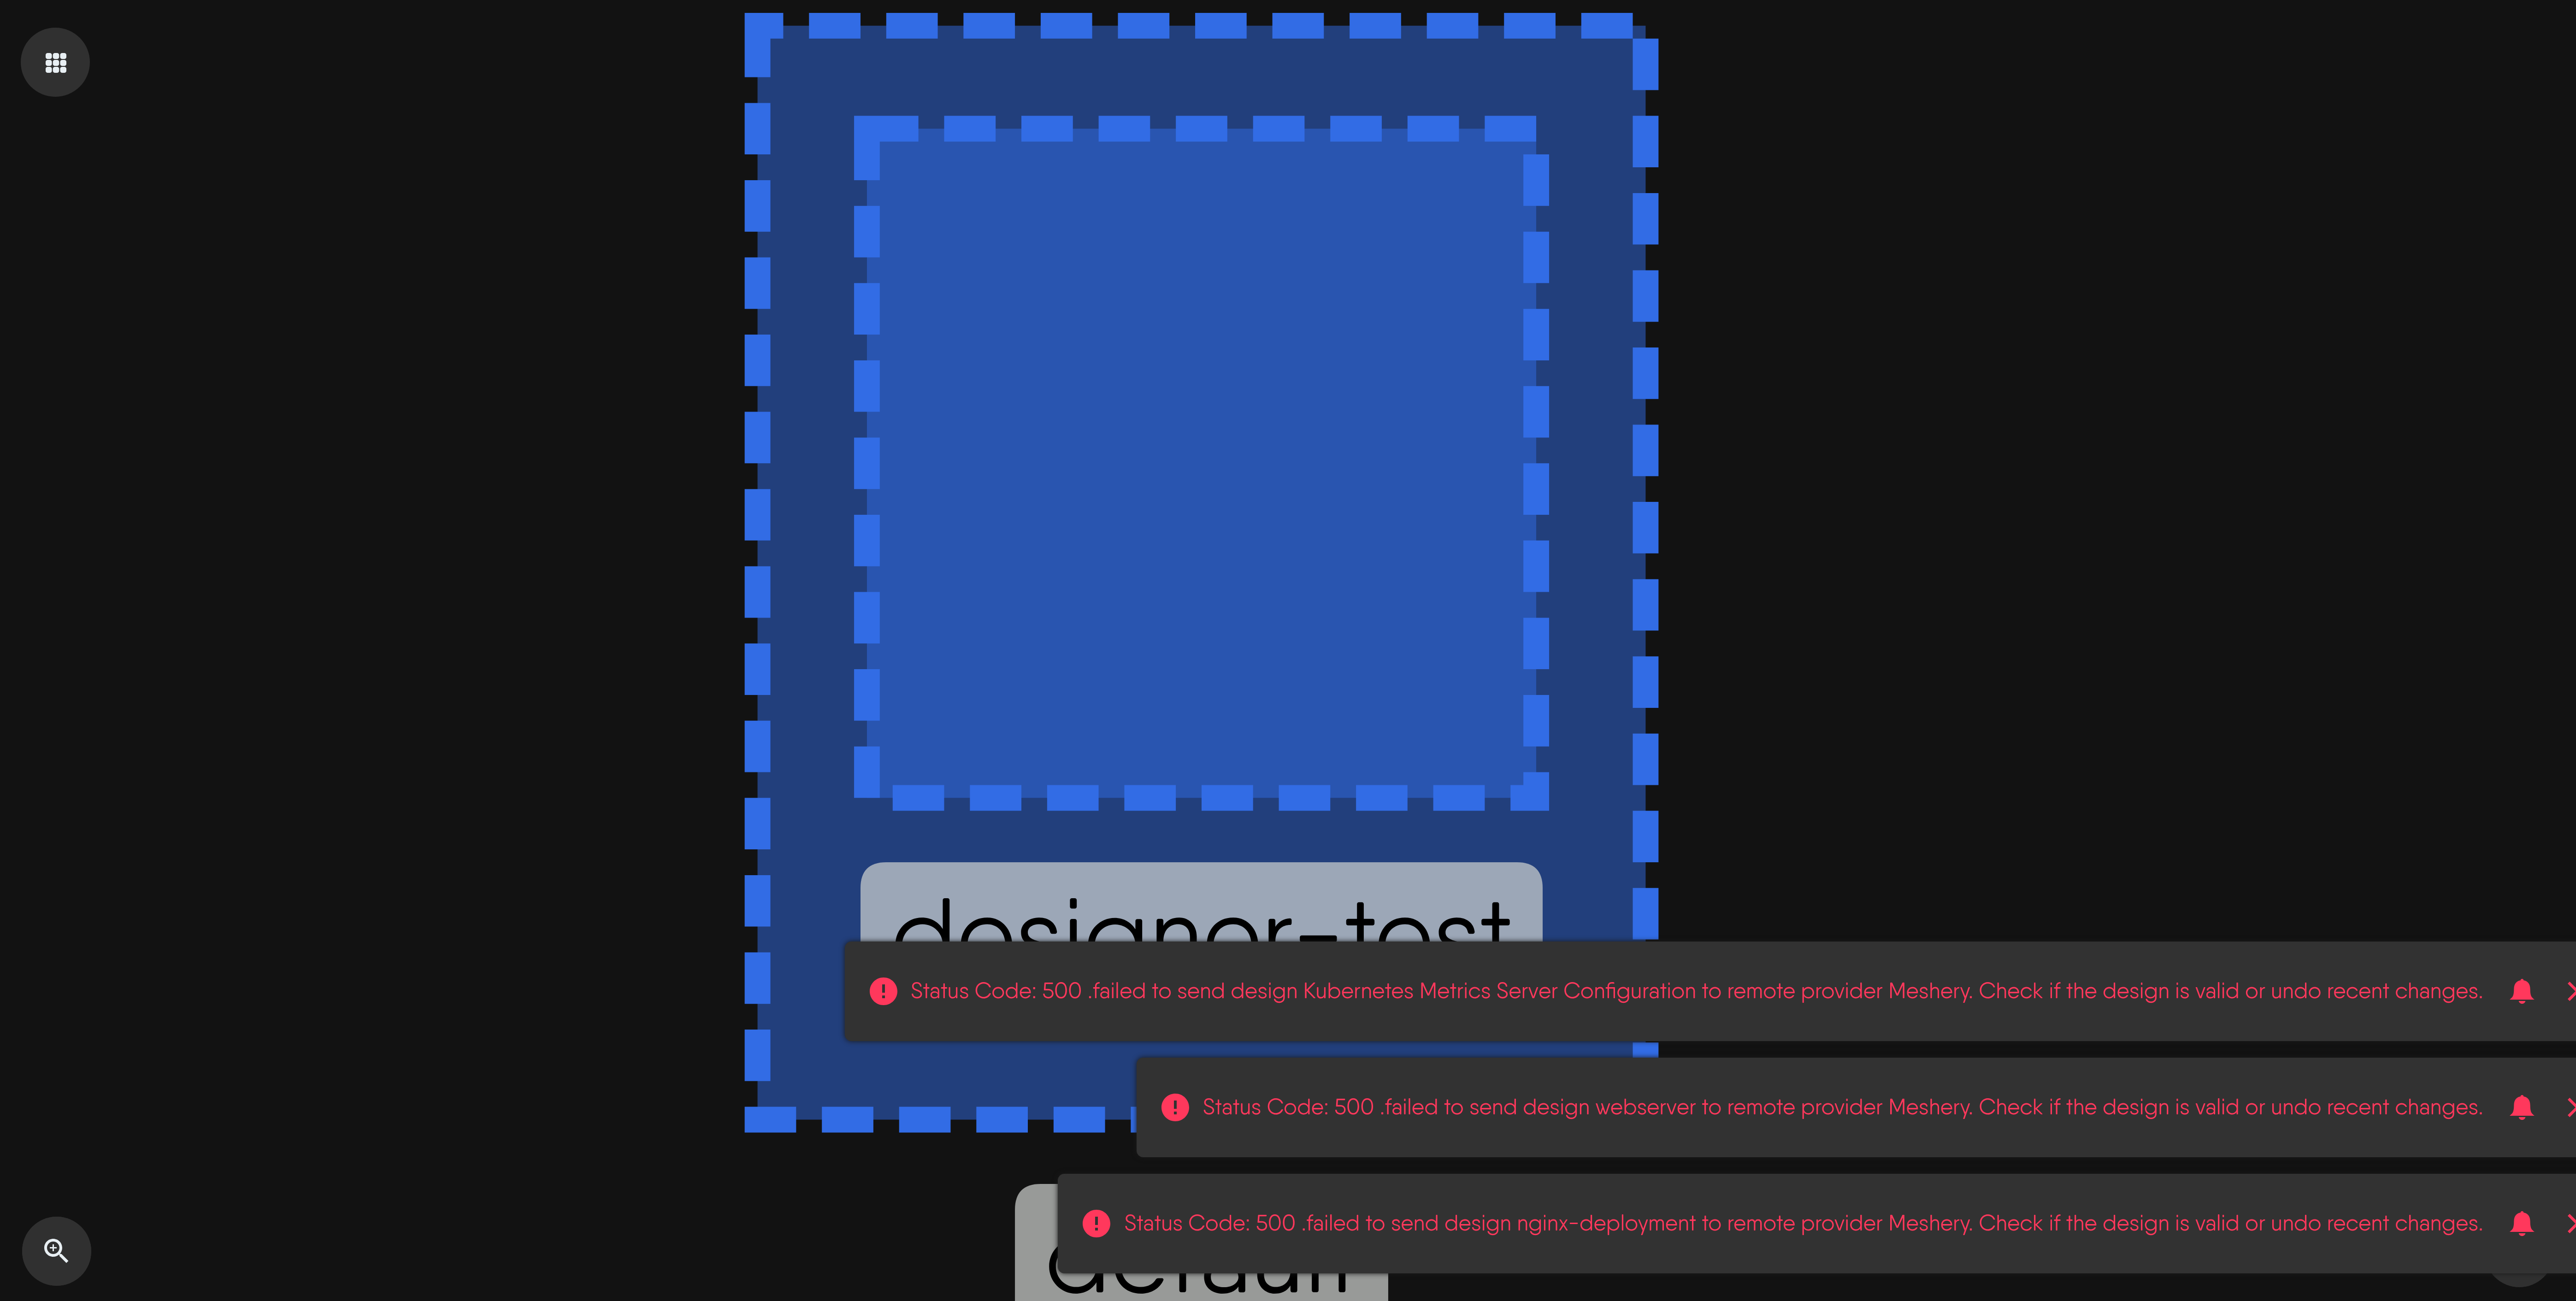 designer-test
Status Code: 500 .failed to send design Kubernetes Metrics Server Configuration to remote provider Meshery. Check if the design is valid or undo recent changes.
Status Code: 500 .failed to send design webserver to remote provider Meshery. Check if the design is valid or undo recent changes.
Status Code: 500 .failed to send design nginx-deployment to remote provider Meshery. Check if the design is valid or undo recent changes.
default